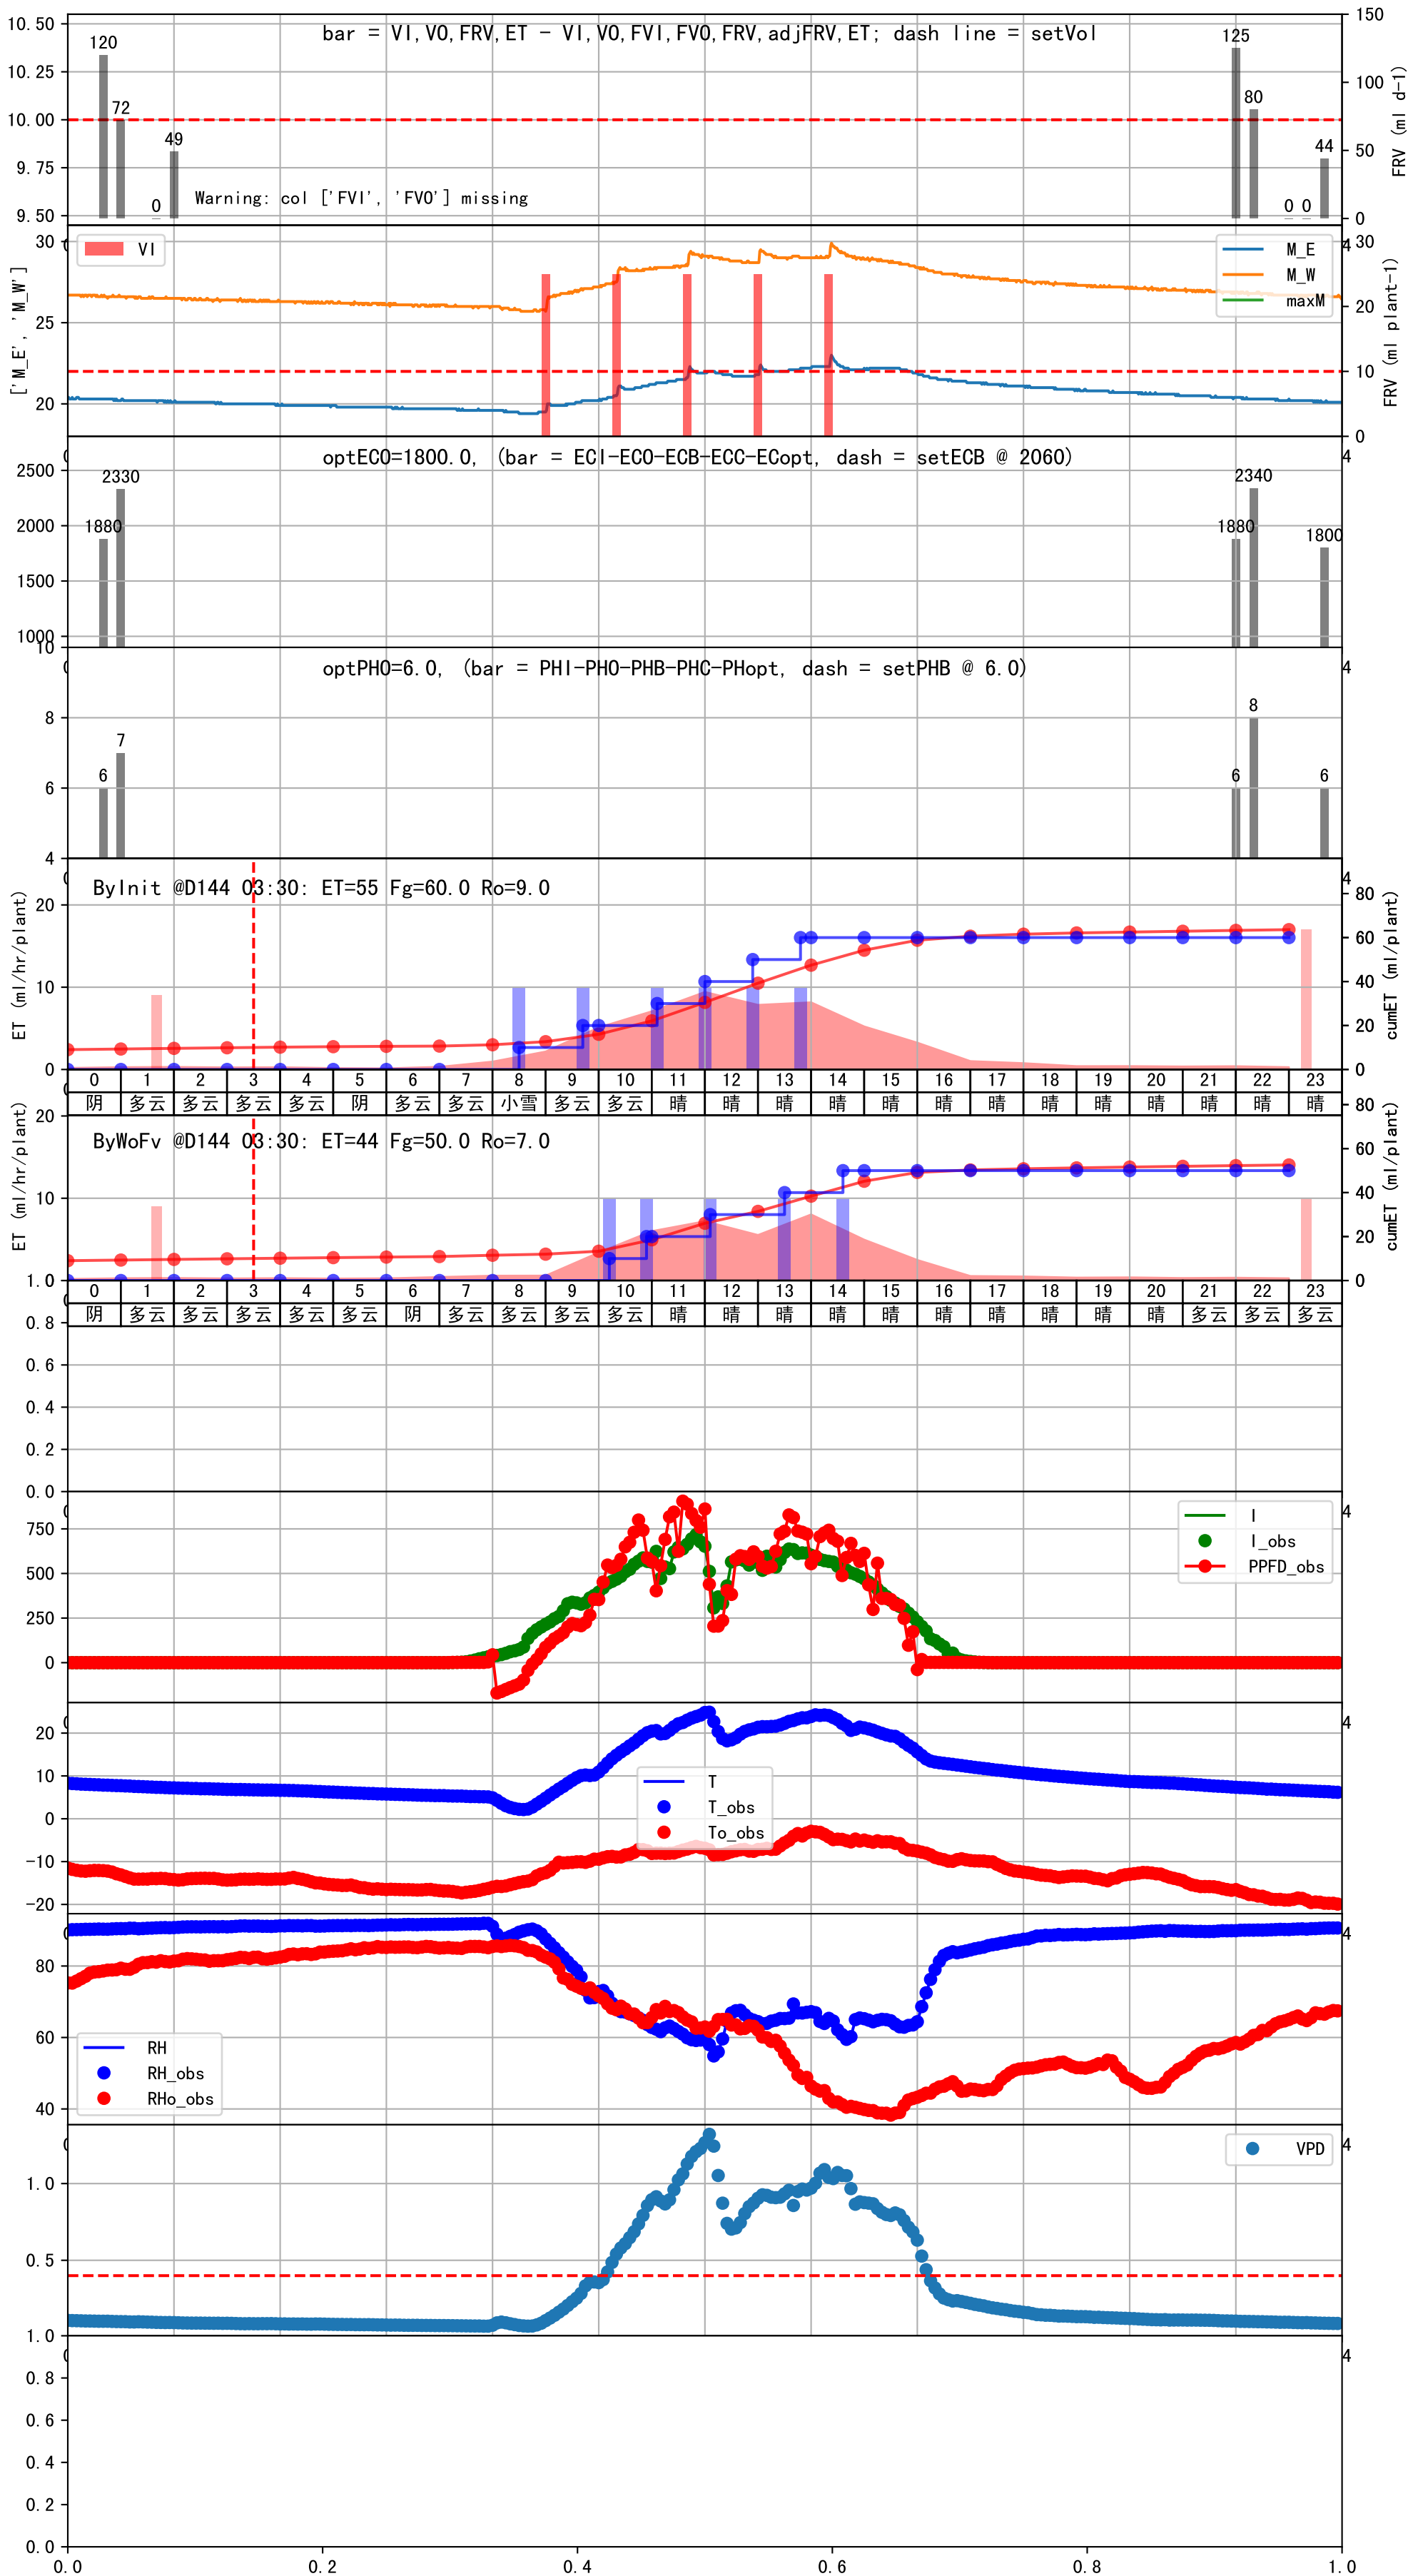 bar = VI,VO,FRV,ET - VI,VO,FVI,FVO,FRV,adjFRV,ET; dash line = setVol
10.50
10.25
10.00
9.75
9.50
120
72
0
49
125
80
0 0
44
Warning: col ['FVI', 'FVO'] missing
150
100
50
0
FRV (ml d-1)
['M_E', 'M_W']
30
25
20
VI
M_E
M_W
maxM
30
20
10
0
FRV (ml plant-1)
optECO=1800.0, (bar = ECI-ECO-ECB-ECC-ECopt, dash = setECB @ 2060)
2500
2000
1500
1000
1880
2330
1880
2340
1800
optPHO=6.0, (bar = PHI-PHO-PHB-PHC-PHopt, dash = setPHB @ 6.0)
10
8
6
4
6
7
6
8
6
ByInit @D144 03:30: ET=55 Fg=60.0 Ro=9.0
ET (ml/hr/plant)
20
10
0
80
60
40
20
0
cumET (ml/plant)
0 1 2 3 4 5 6 7 8 9 10 11 12 13 14 15 16 17 18 19 20 21 22 23
阴 多云 多云 多云 多云 阴 多云 多云 小雪 多云 多云 晴 晴 晴 晴 晴 晴 晴 晴 晴 晴 晴 晴 晴
ByWoFv @D144 03:30: ET=44 Fg=50.0 Ro=7.0
ET (ml/hr/plant)
20
10
80
60
40
20
0
cumET (ml/plant)
0 1 2 3 4 5 6 7 8 9 10 11 12 13 14 15 16 17 18 19 20 21 22 23
阴 多云 多云 多云 多云 多云 阴 多云 多云 多云 多云 晴 晴 晴 晴 晴 晴 晴 晴 晴 晴 多云 多云 多云
1.0
0.8
0.6
0.4
0.2
0.0
750
500
250
0
I
I_obs
PPFD_obs
20
10
0
-10
-20
T
T_obs
To_obs
80
60
40
RH
RH_obs
RHo_obs
1.0
0.5
VPD
1.0
0.8
0.6
0.4
0.2
0.0
0.0 0.2 0.4 0.6 0.8 1.0